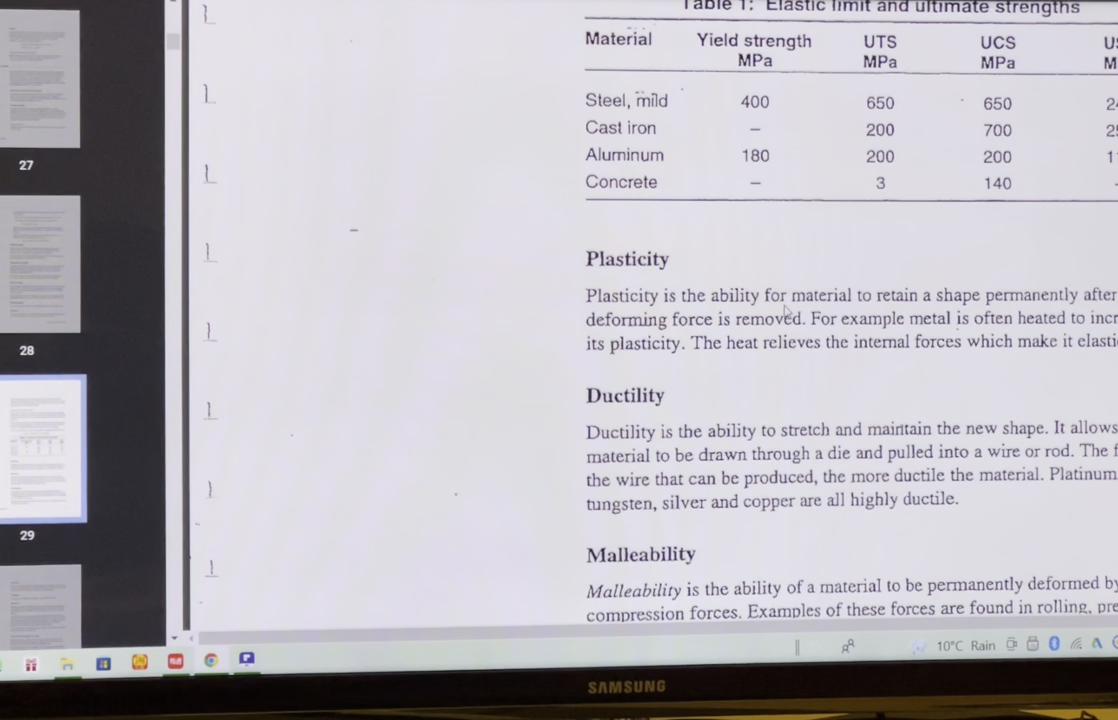 Table 1: Elastic limit and ultimate strengths
Material Yield strength MPa UTS MPa UCS MPa
Steel, mild 400 650 650
Cast iron – 200 700
Aluminum 180 200 200
Concrete – 3 140
Plasticity
Plasticity is the ability for material to retain a shape permanently after
deforming force is removed. For example metal is often heated to incr
its plasticity. The heat relieves the internal forces which make it elasti
Ductility
Ductility is the ability to stretch and maintain the new shape. It allows
material to be drawn through a die and pulled into a wire or rod. The f
the wire that can be produced, the more ductile the material. Platinum
tungsten, silver and copper are all highly ductile.
Malleability
Malleability is the ability of a material to be permanently deformed by
compression forces. Examples of these forces are found in rolling, pre
27
28
29
10°C Rain
SAMSUNG